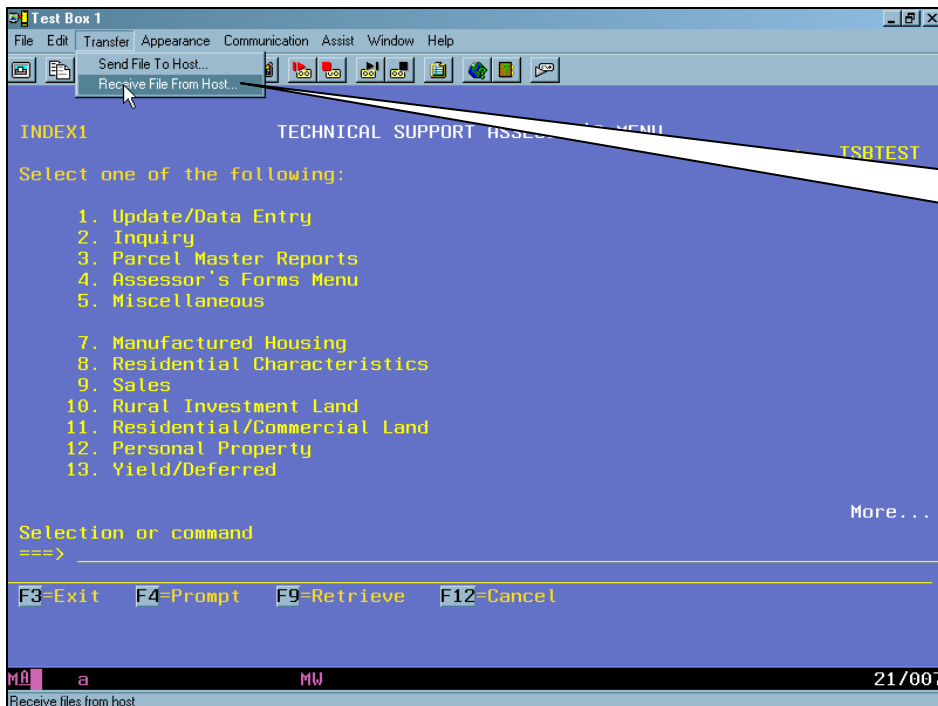 Test Box 1
File Edit Transfer Appearance Communication Assist Window Help
Send File To Host...
Receive File From Host...
INDEX1 TECHNICAL SUPPORT MENU
TSBTEST
Select one of the following:
1. Update/Data Entry
2. Inquiry
3. Parcel Master Reports
4. Assessor's Forms Menu
5. Miscellaneous
7. Manufactured Housing
8. Residential Characteristics
9. Sales
10. Rural Investment Land
11. Residential/Commercial Land
12. Personal Property
13. Yield/Deferred
More...
Selection or command
===>
F3=Exit F4=Prompt F9=Retrieve F12=Cancel
MA a MW 21/007
Receive files from host